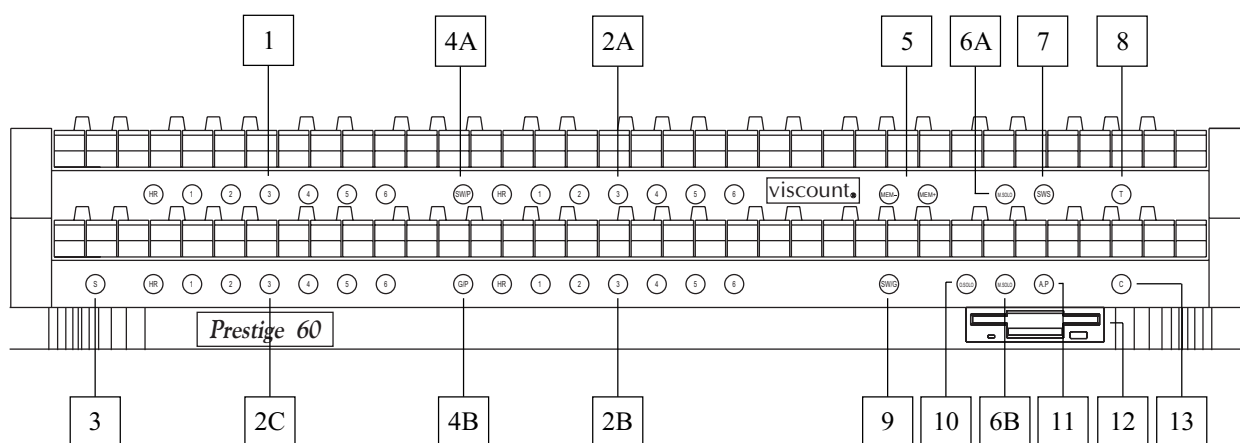 1 4A 2A 5 6A 7 8
HR 1 2 3 4 5 6 SW/P HR 1 2 3 4 5 6 viscount® MEM− MEM+ M.SOLO SWS T
S HR 1 2 3 4 5 6 G/P HR 1 2 3 4 5 6 SW/G O.SOLO M.SOLO A.P C
Prestige 60
3 2C 4B 2B 9 10 6B 11 12 13